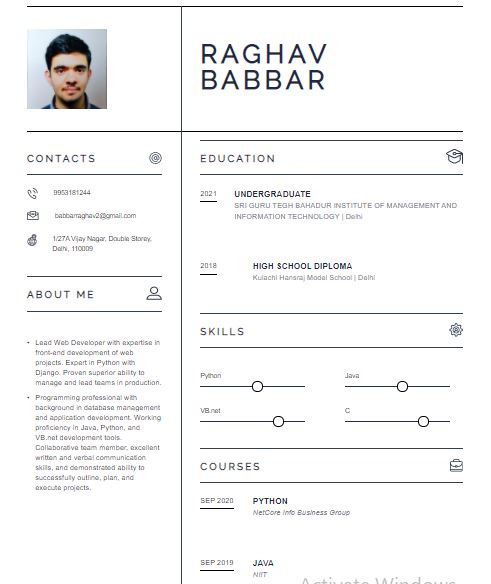 RAGHAV
BABBAR
CONTACTS
9953181244
babbarraghav2@gmail.com
1/27A Vijay Nagar, Double Storey,
Delhi, 110009
ABOUT ME
• Lead Web Developer with expertise in
front-end development of web
projects. Expert in Python with
Django. Proven superior ability to
manage and lead teams in production.
• Programming professional with
background in database management
and application development. Working
proficiency in Java, Python, and
VB.net development tools.
Collaborative team member, excellent
written and verbal communication
skills, and demonstrated ability to
successfully outline, plan, and
execute projects.
EDUCATION
2021 UNDERGRADUATE
SRI GURU TEGH BAHADUR INSTITUTE OF MANAGEMENT AND
INFORMATION TECHNOLOGY | Delhi
2018 HIGH SCHOOL DIPLOMA
Kulachi Hansraj Model School | Delhi
SKILLS
Python Java
VB.net C
COURSES
SEP 2020 PYTHON
NetCore Info Business Group
SEP 2019 JAVA
NIIT
Activate Windows